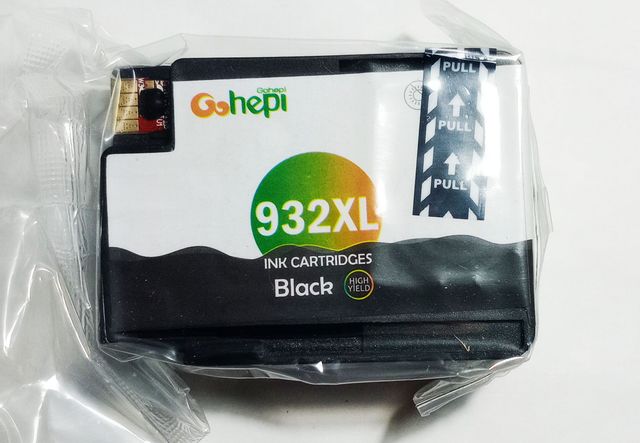 Gohepi
Gohepi
PULL
PULL
PULL
932XL
INK CARTRIDGES
Black
HIGH
YIELD